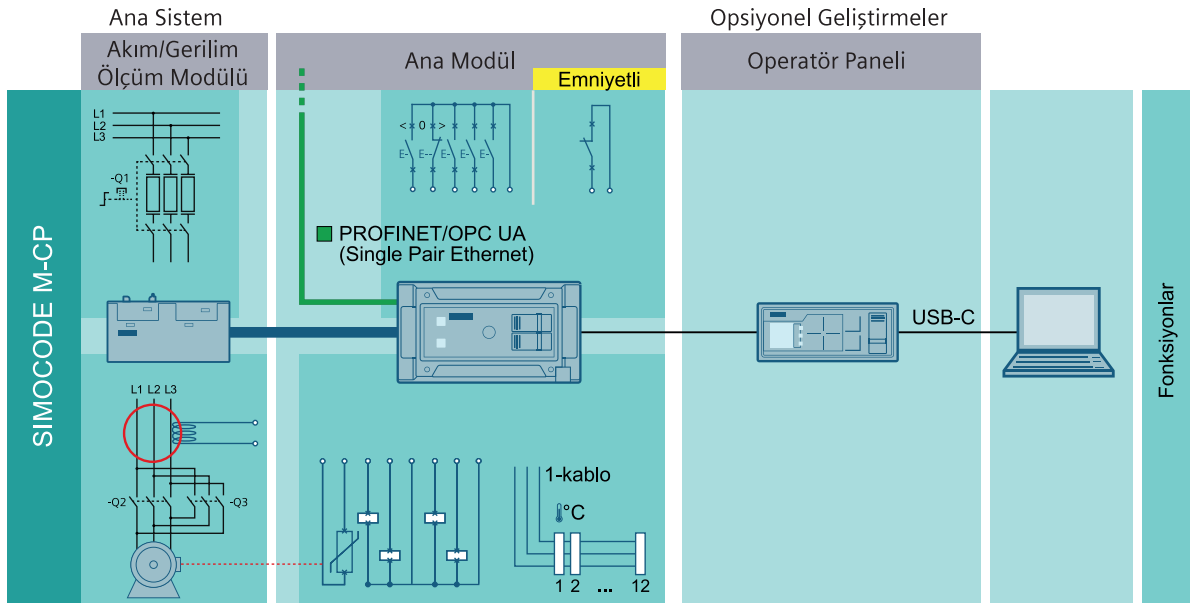 Ana Sistem
Opsiyonel Geliştirmeler
Akım/Gerilim
Ölçüm Modülü
Ana Modül
Operatör Paneli
Emniyetli
L1
L2
L3
-Q1
< 0 >
E- E-- E- E- E-
PROFINET/OPC UA
(Single Pair Ethernet)
SIMOCODE M-CP
USB-C
Fonksiyonlar
L1 L2 L3
-Q2
-Q3
1-kablo
°C
1 2 ... 12